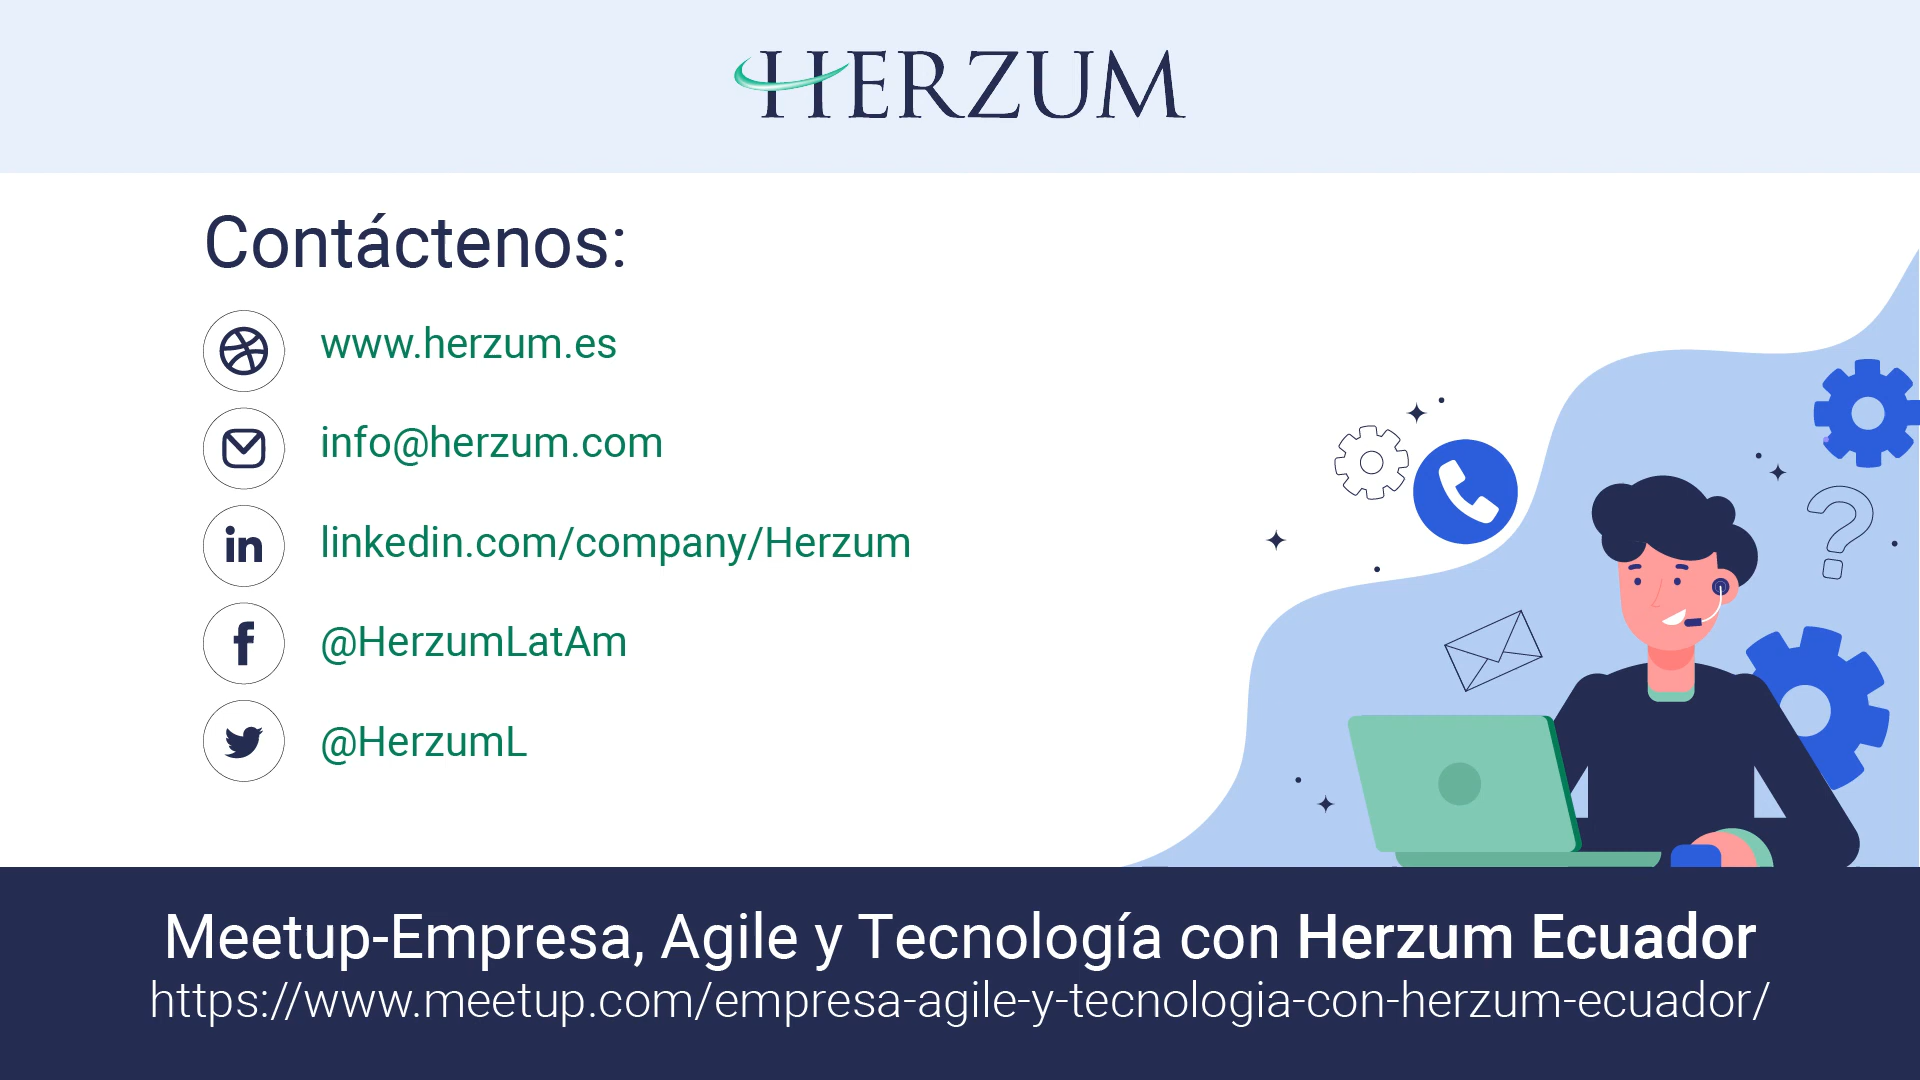 HERZUM
Contáctenos:
www.herzum.es
info@herzum.com
in linkedin.com/company/Herzum
f @HerzumLatAm
@HerzumL
?
Meetup-Empresa, Agile y Tecnología con Herzum Ecuador
https://www.meetup.com/empresa-agile-y-tecnologia-con-herzum-ecuador/